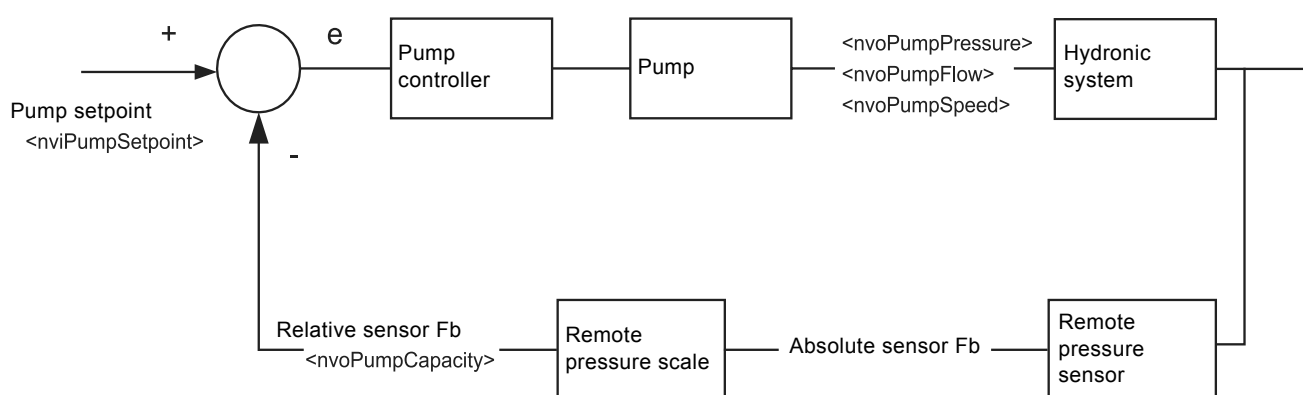 +
e
Pump
controller
Pump
<nvoPumpPressure>
<nvoPumpFlow>
<nvoPumpSpeed>
Hydronic
system
Pump setpoint
<nviPumpSetpoint>
-
Relative sensor Fb
<nvoPumpCapacity>
Remote
pressure scale
Absolute sensor Fb
Remote
pressure
sensor